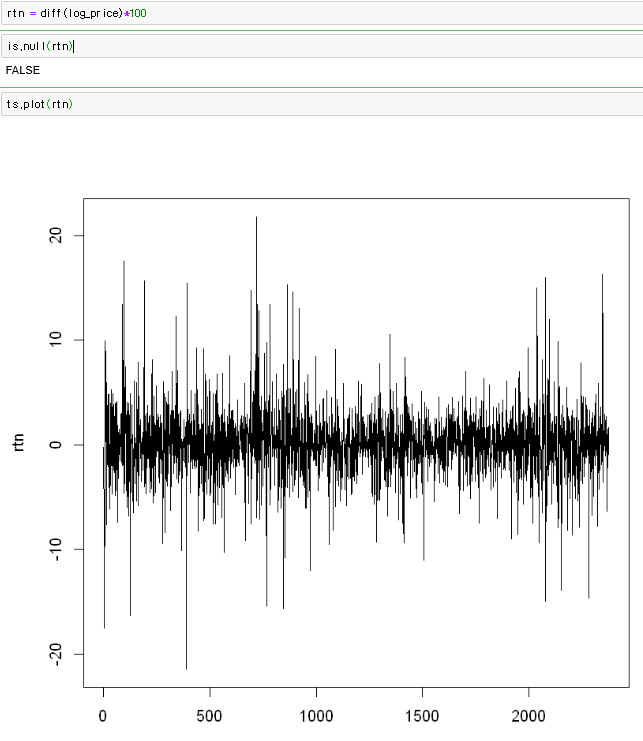 rtn = diff(log_price)*100
is.null(rtn)
FALSE
ts.plot(rtn)
20
10
0
-10
-20
rtn
0 500 1000 1500 2000